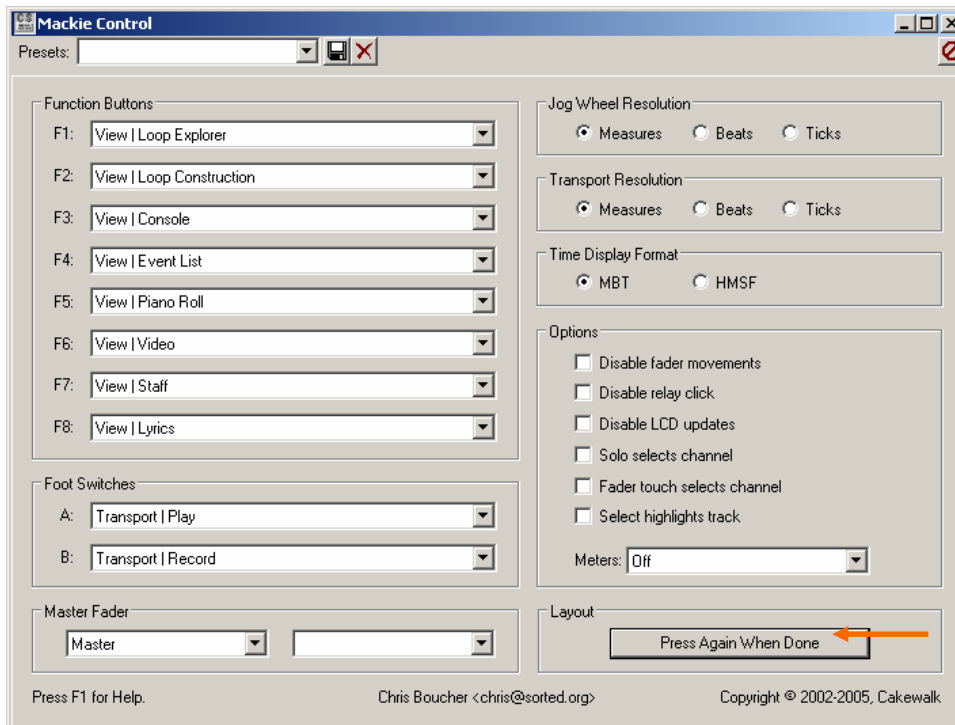 Mackie Control
Presets:
Function Buttons
F1: View | Loop Explorer
F2: View | Loop Construction
F3: View | Console
F4: View | Event List
F5: View | Piano Roll
F6: View | Video
F7: View | Staff
F8: View | Lyrics
Foot Switches
A: Transport | Play
B: Transport | Record
Master Fader
Master
Jog Wheel Resolution
Measures Beats Ticks
Transport Resolution
Measures Beats Ticks
Time Display Format
MBT HMSF
Options
Disable fader movements
Disable relay click
Disable LCD updates
Solo selects channel
Fader touch selects channel
Select highlights track
Meters: Off
Layout
Press Again When Done
Press F1 for Help. Chris Boucher <chris@sorted.org> Copyright © 2002-2005, Cakewalk